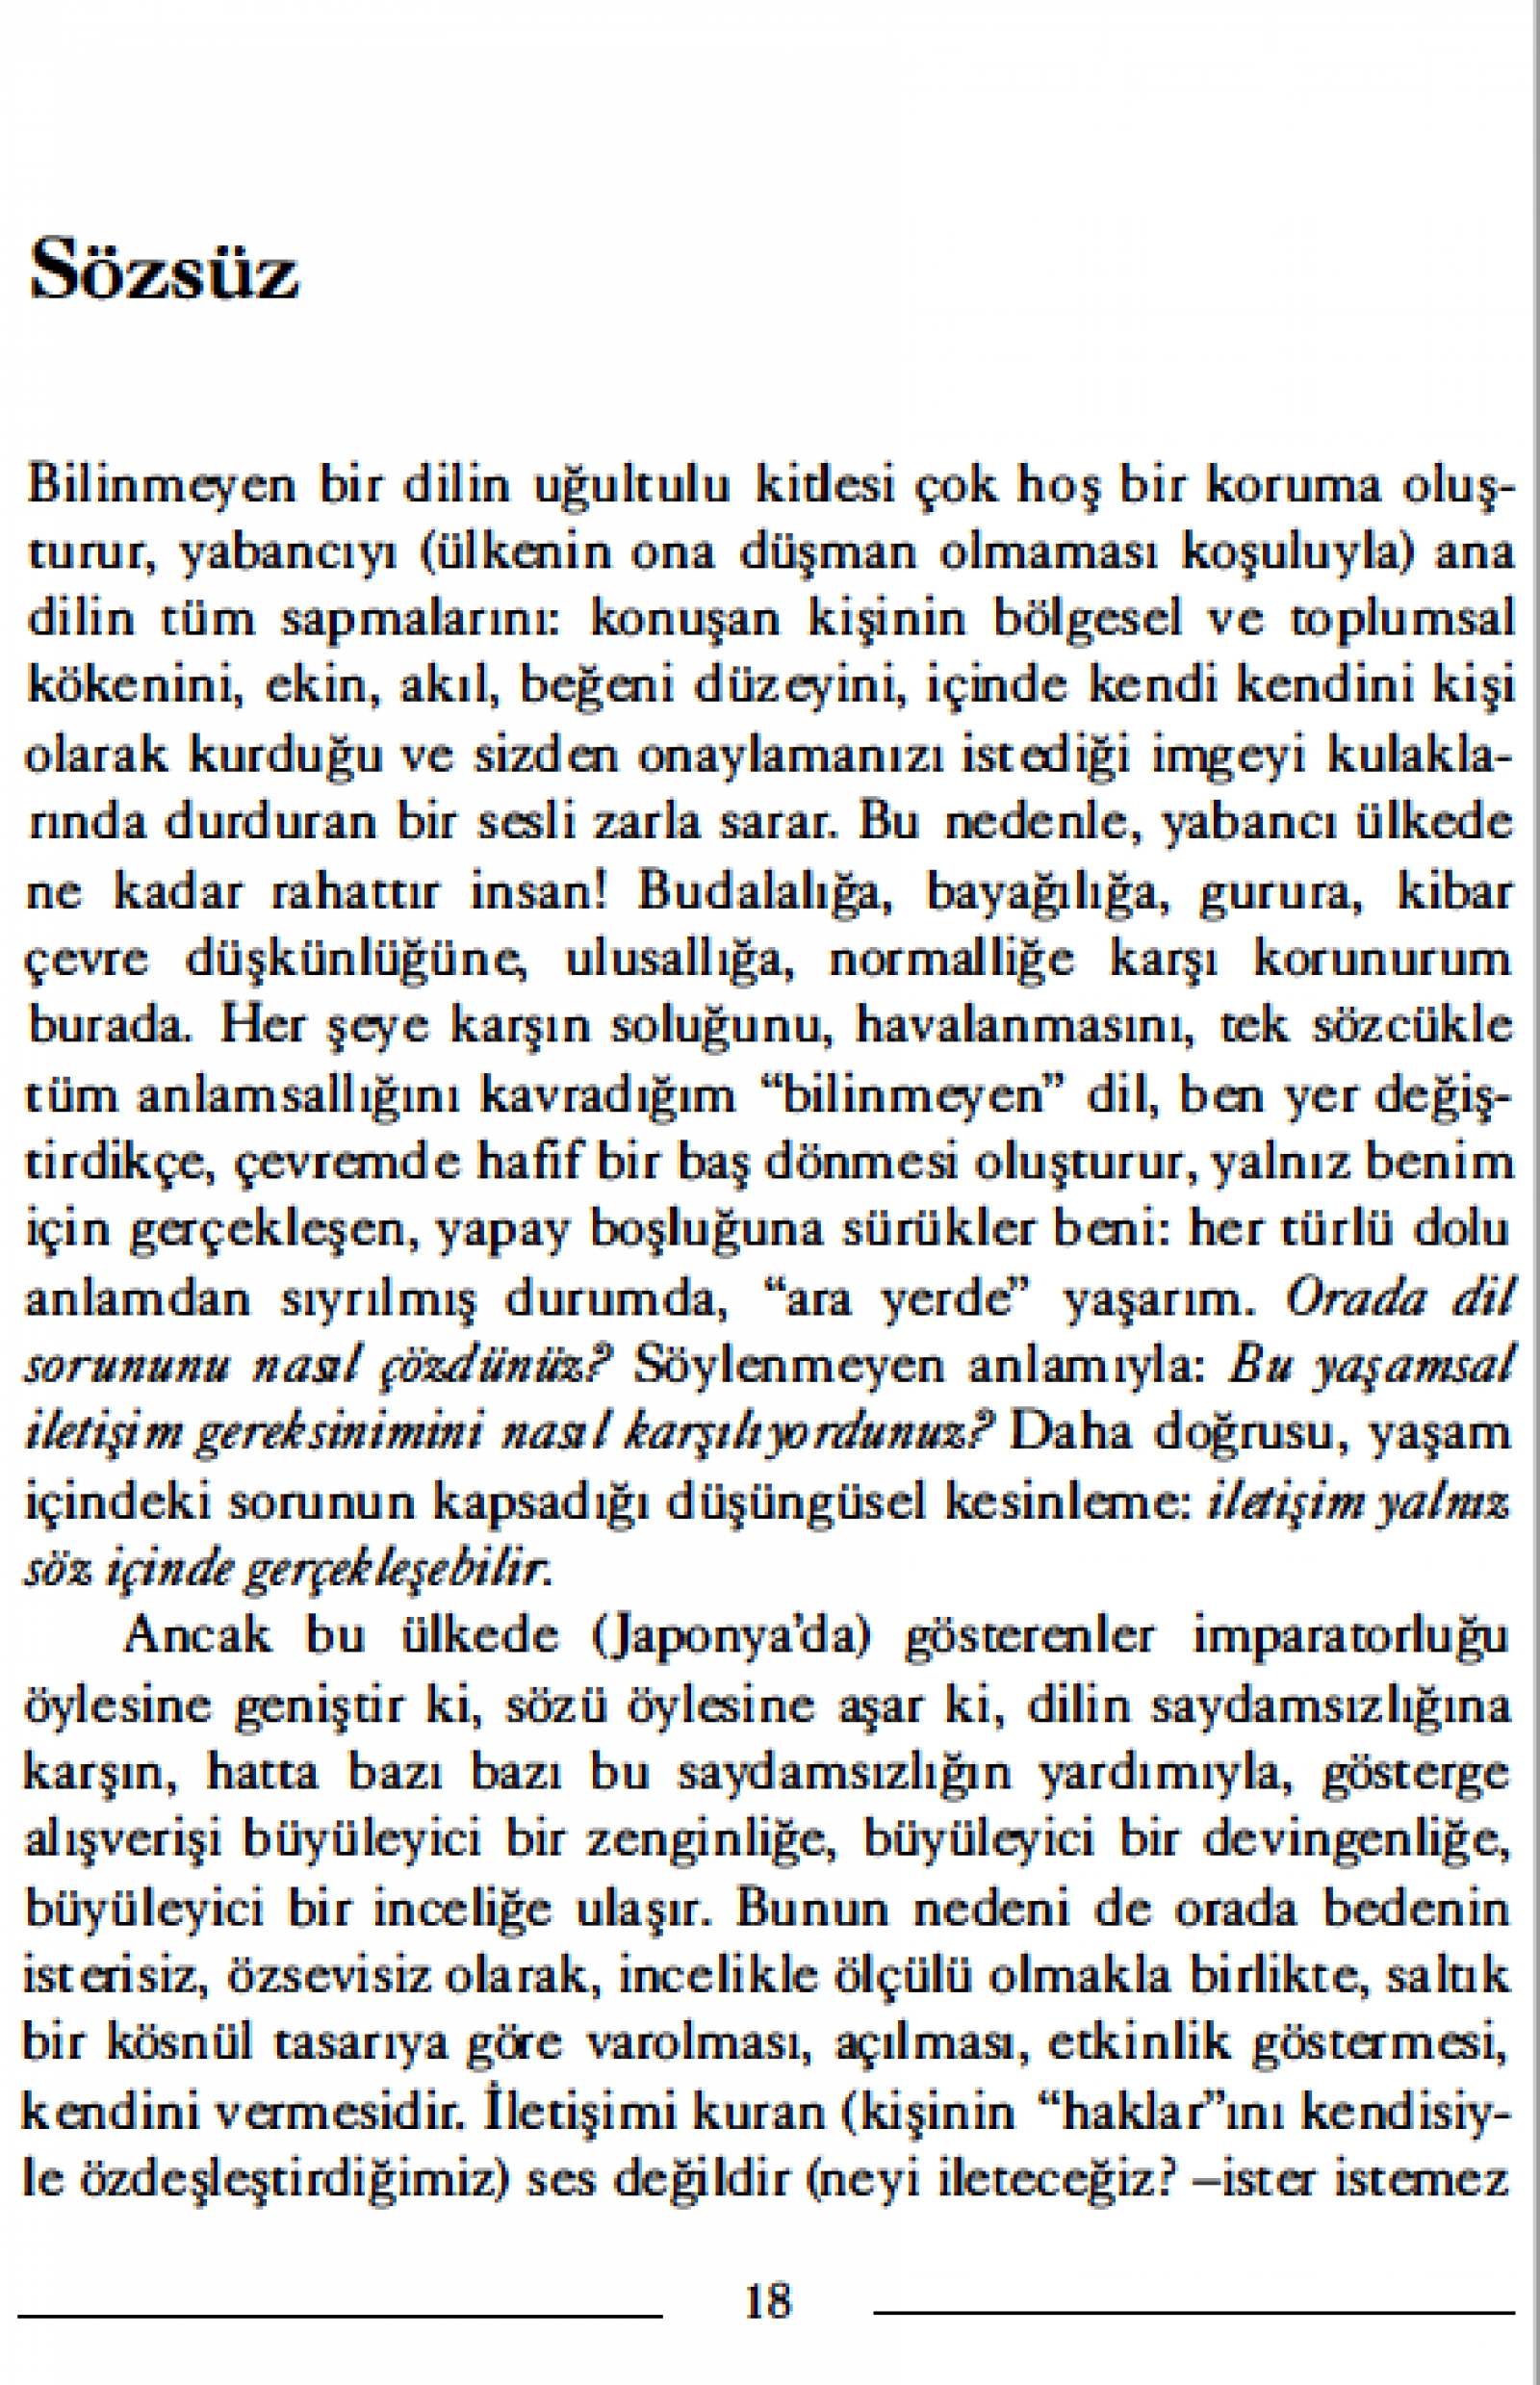 Sözsüz
Bilinmeyen bir dilin uğultulu kitlesi çok hoş bir koruma oluş-
turur, yabancıyı (ülkenin ona düşman olmaması koşuluyla) ana
dilin tüm sapmalarını: konuşan kişinin bölgesel ve toplumsal
kökenini, ekin, akıl, beğeni düzeyini, içinde kendi kendini kişi
olarak kurduğu ve sizden onaylamanızı istediği imgeyi kulakla-
rında durduran bir sesli zarla sarar. Bu nedenle, yabancı ülkede
ne kadar rahattır insan! Budalalığa, bayağılığa, gurura, kibar
çevre düşkünlüğüne, ulusallığa, normalliğe karşı korunurum
burada. Her şeye karşın soluğunu, havalanmasını, tek sözcükle
tüm anlamsallığını kavradığım “bilinmeyen” dil, ben yer değiş-
tirdikçe, çevremde hafif bir baş dönmesi oluşturur, yalnız benim
için gerçekleşen, yapay boşluğuna sürükler beni: her türlü dolu
anlamdan sıyrılmış durumda, “ara yerde” yaşarım. Orada dil
sorununu nasıl çözdünüz? Söylenmeyen anlamıyla: Bu yaşamsal
iletişim gereksinimini nasıl karşılıyordunuz? Daha doğrusu, yaşam
içindeki sorunun kapsadığı düşüngüsel kesinleme: iletişim yalnız
söz içinde gerçekleşebilir.
Ancak bu ülkede (Japonya’da) gösterenler imparatorluğu
öylesine geniştir ki, sözü öylesine aşar ki, dilin saydamsızlığına
karşın, hatta bazı bazı bu saydamsızlığın yardımıyla, gösterge
alışverişi büyüleyici bir zenginliğe, büyüleyici bir devingenliğe,
büyüleyici bir inceliğe ulaşır. Bunun nedeni de orada bedenin
isterisiz, özsevisiz olarak, incelikle ölçülü olmakla birlikte, saltık
bir kösnül tasarıya göre varolması, açılması, etkinlik göstermesi,
kendini vermesidir. İletişimi kuran (kişinin “haklar”ını kendisiy-
le özdeşleştirdiğimiz) ses değildir (neyi ileteceğiz? –ister istemez
18